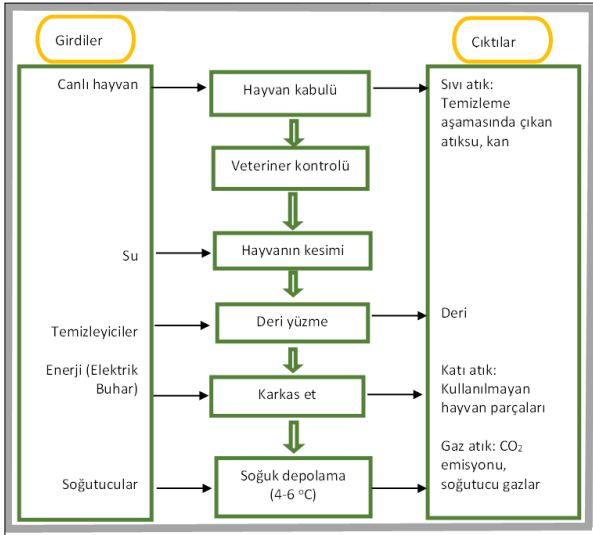 Girdiler
Çıktılar
Canlı hayvan
Hayvan kabulü
Sıvı atık:
Temizleme
aşamasında çıkan
atıksu, kan
Veteriner kontrolü
Su
Hayvanın kesimi
Temizleyiciler
Deri yüzme
Deri
Enerji (Elektrik
Buhar)
Karkas et
Katı atık:
Kullanılmayan
hayvan parçaları
Soğutucular
Soğuk depolama
(4-6 °C)
Gaz atık: CO₂
emisyonu,
soğutucu gazlar